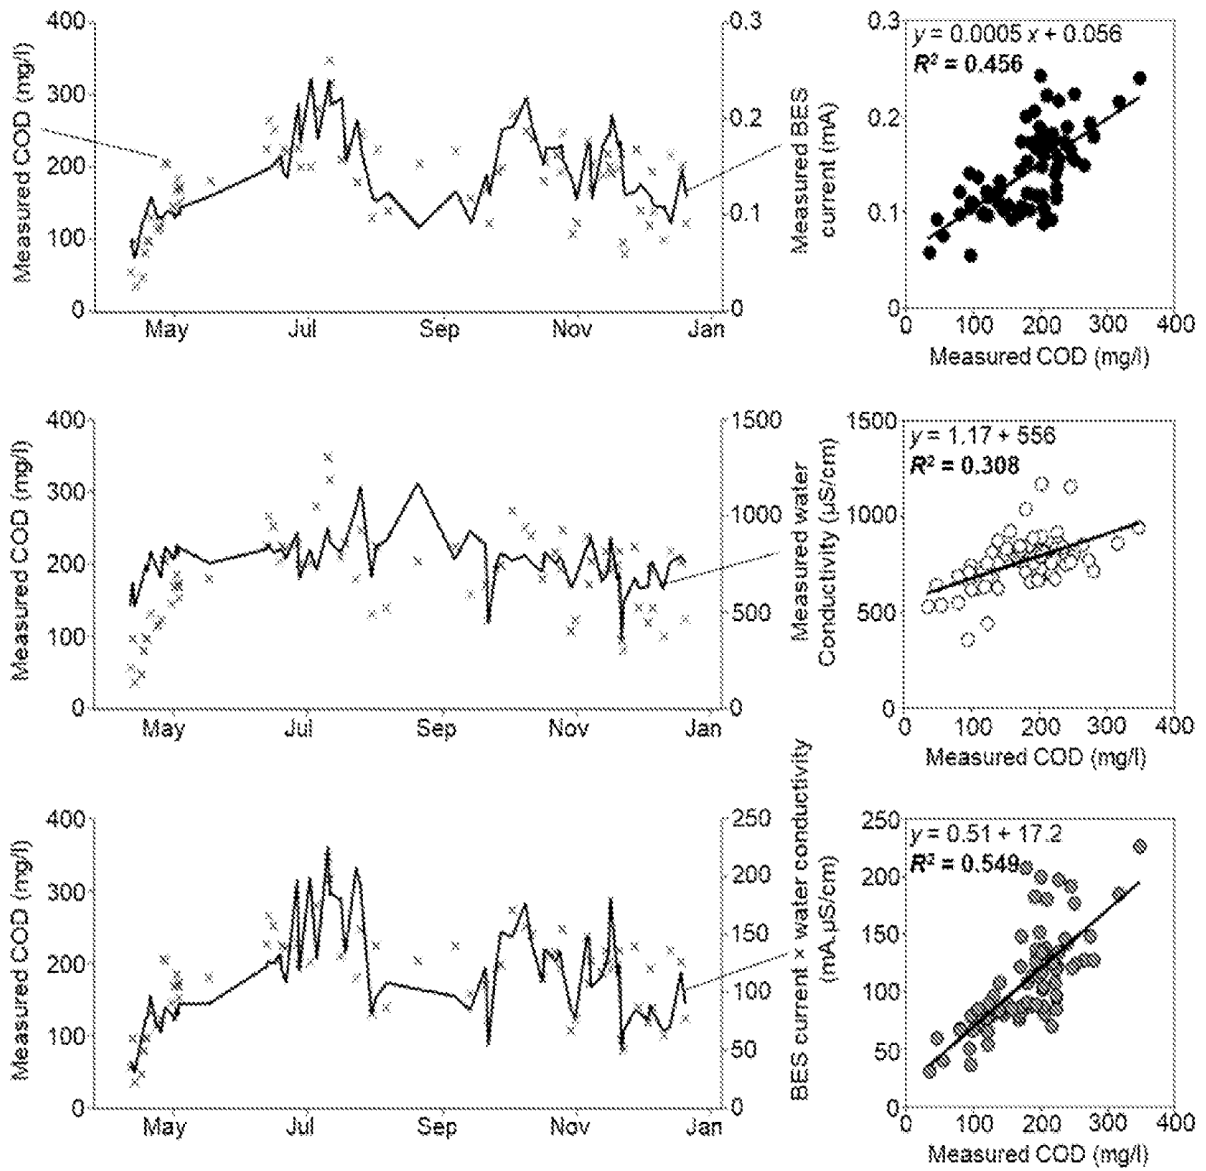 400
300
200
100
0
Measured COD (mg/l)
May
Jul
Sep
Nov
Jan
0.3
0.2
0.1
0
Measured BES
current (mA)
0.3
0.2
0.1
0
y = 0.0005 x + 0.056
R² = 0.456
0
100
200
300
400
Measured COD (mg/l)
400
300
200
100
0
Measured COD (mg/l)
May
Jul
Sep
Nov
Jan
1500
1000
500
0
Measured water
Conductivity (µS/cm)
1500
1000
500
0
y = 1.17 + 556
R² = 0.308
0
100
200
300
400
Measured COD (mg/l)
400
300
200
100
0
Measured COD (mg/l)
May
Jul
Sep
Nov
Jan
250
200
150
100
50
0
BES current × water conductivity
(mA.µS/cm)
250
200
150
100
50
0
y = 0.51 + 17.2
R² = 0.549
0
100
200
300
400
Measured COD (mg/l)